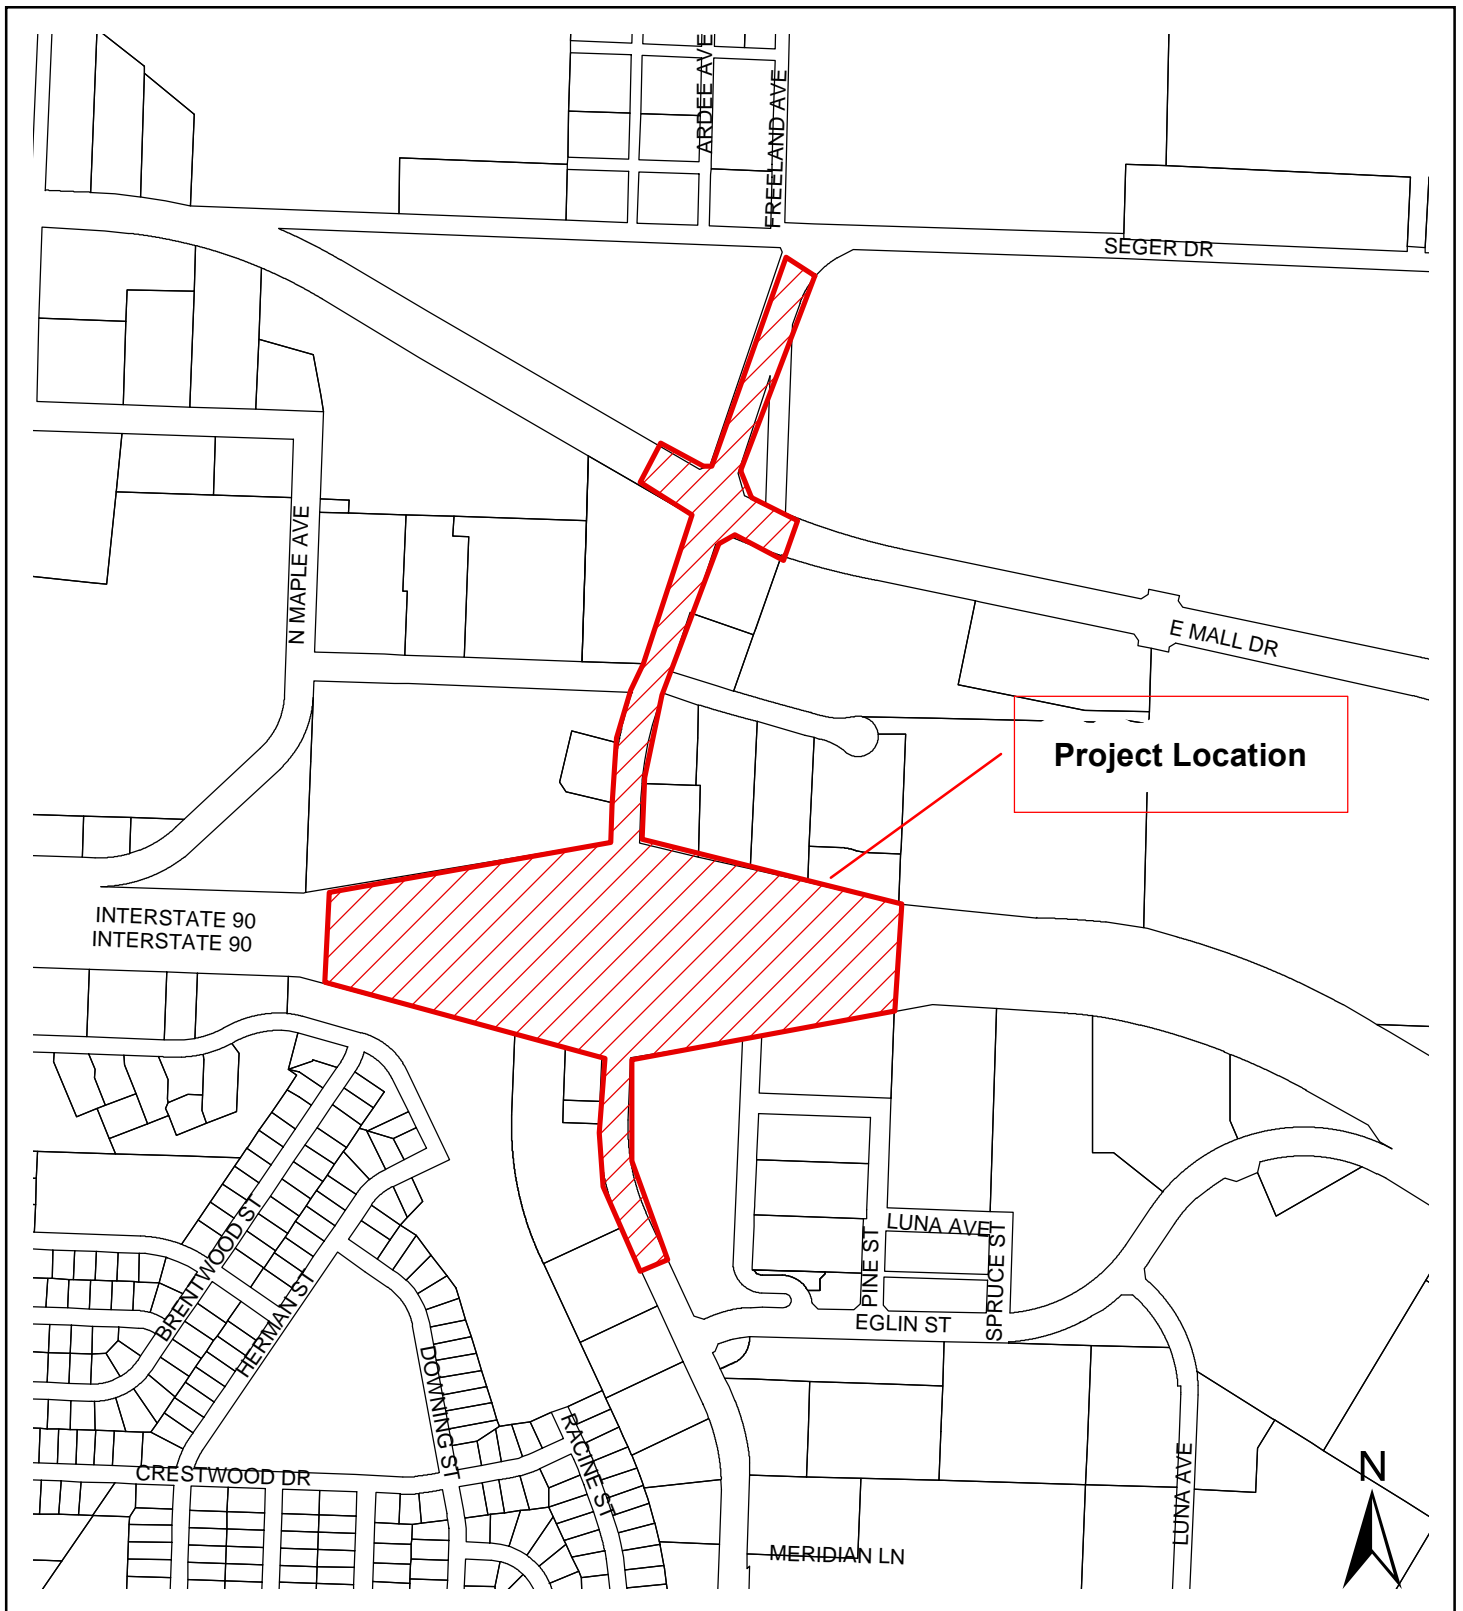 ARDEE AVE
FREELAND AVE
SEGER DR
N MAPLE AVE
E MALL DR
Project Location
INTERSTATE 90
INTERSTATE 90
BRENTWOOD ST
HERMAN ST
LUNA AVE
PINE ST
SPRUCE ST
EGLIN ST
DOWNING ST
RACINE ST
CRESTWOOD DR
LUNA AVE
N
MERIDIAN LN